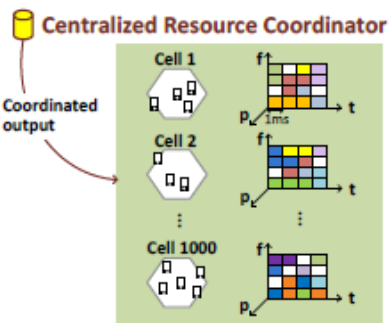 Centralized Resource Coordinator
Coordinated
output
Cell 1
f
t
p
1ms
Cell 2
f
t
p
⋮
⋮
Cell 1000
f
t
p